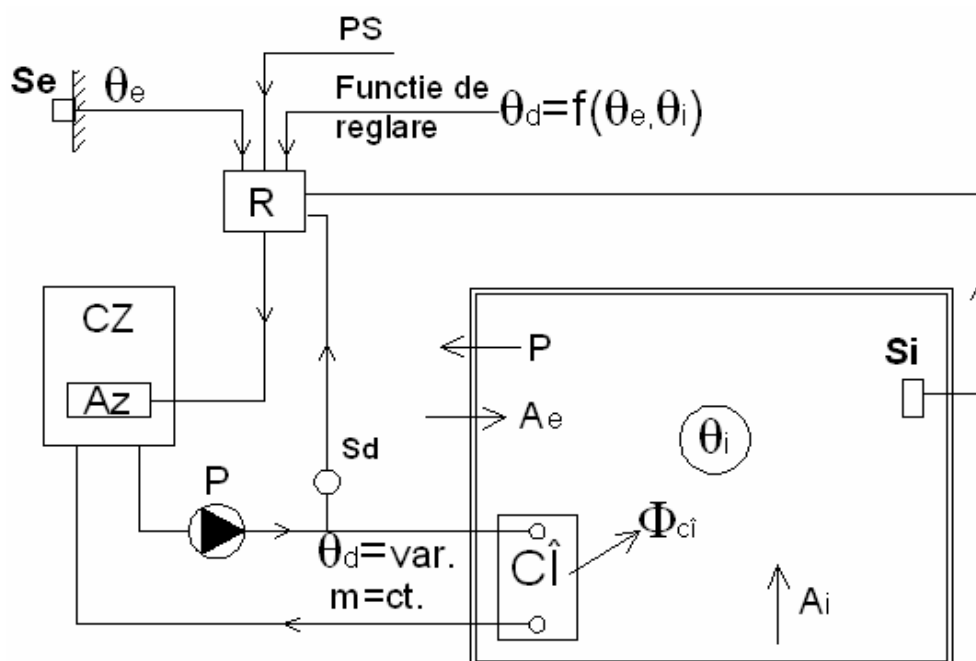 PS
Se
θe
Functie de
reglare
θd=f(θe,θi)
R
CZ
Az
P
Sd
θd=var.
m=ct.
P
Ae
Si
θi
CÎ
Φcî
Ai